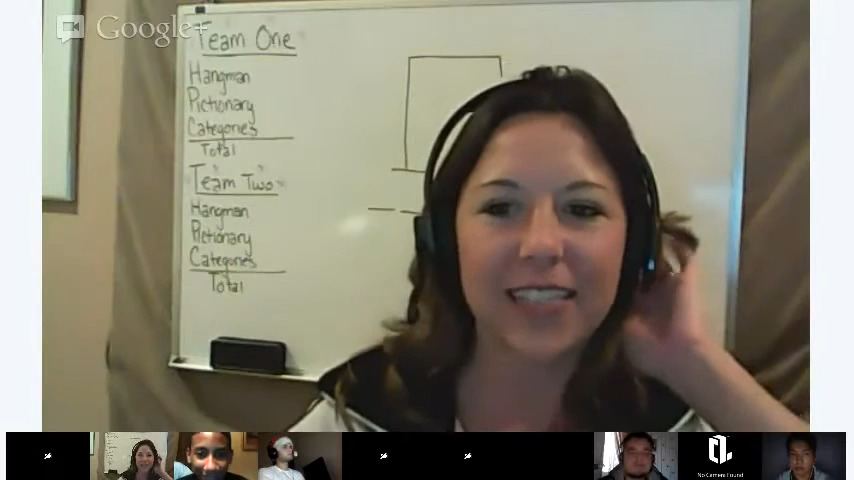 Google+
Team One
Hangman
Pictionary
Categories
Total
"Team Two"
Hangman
Pictionary
Categories
Total
No Camera Found